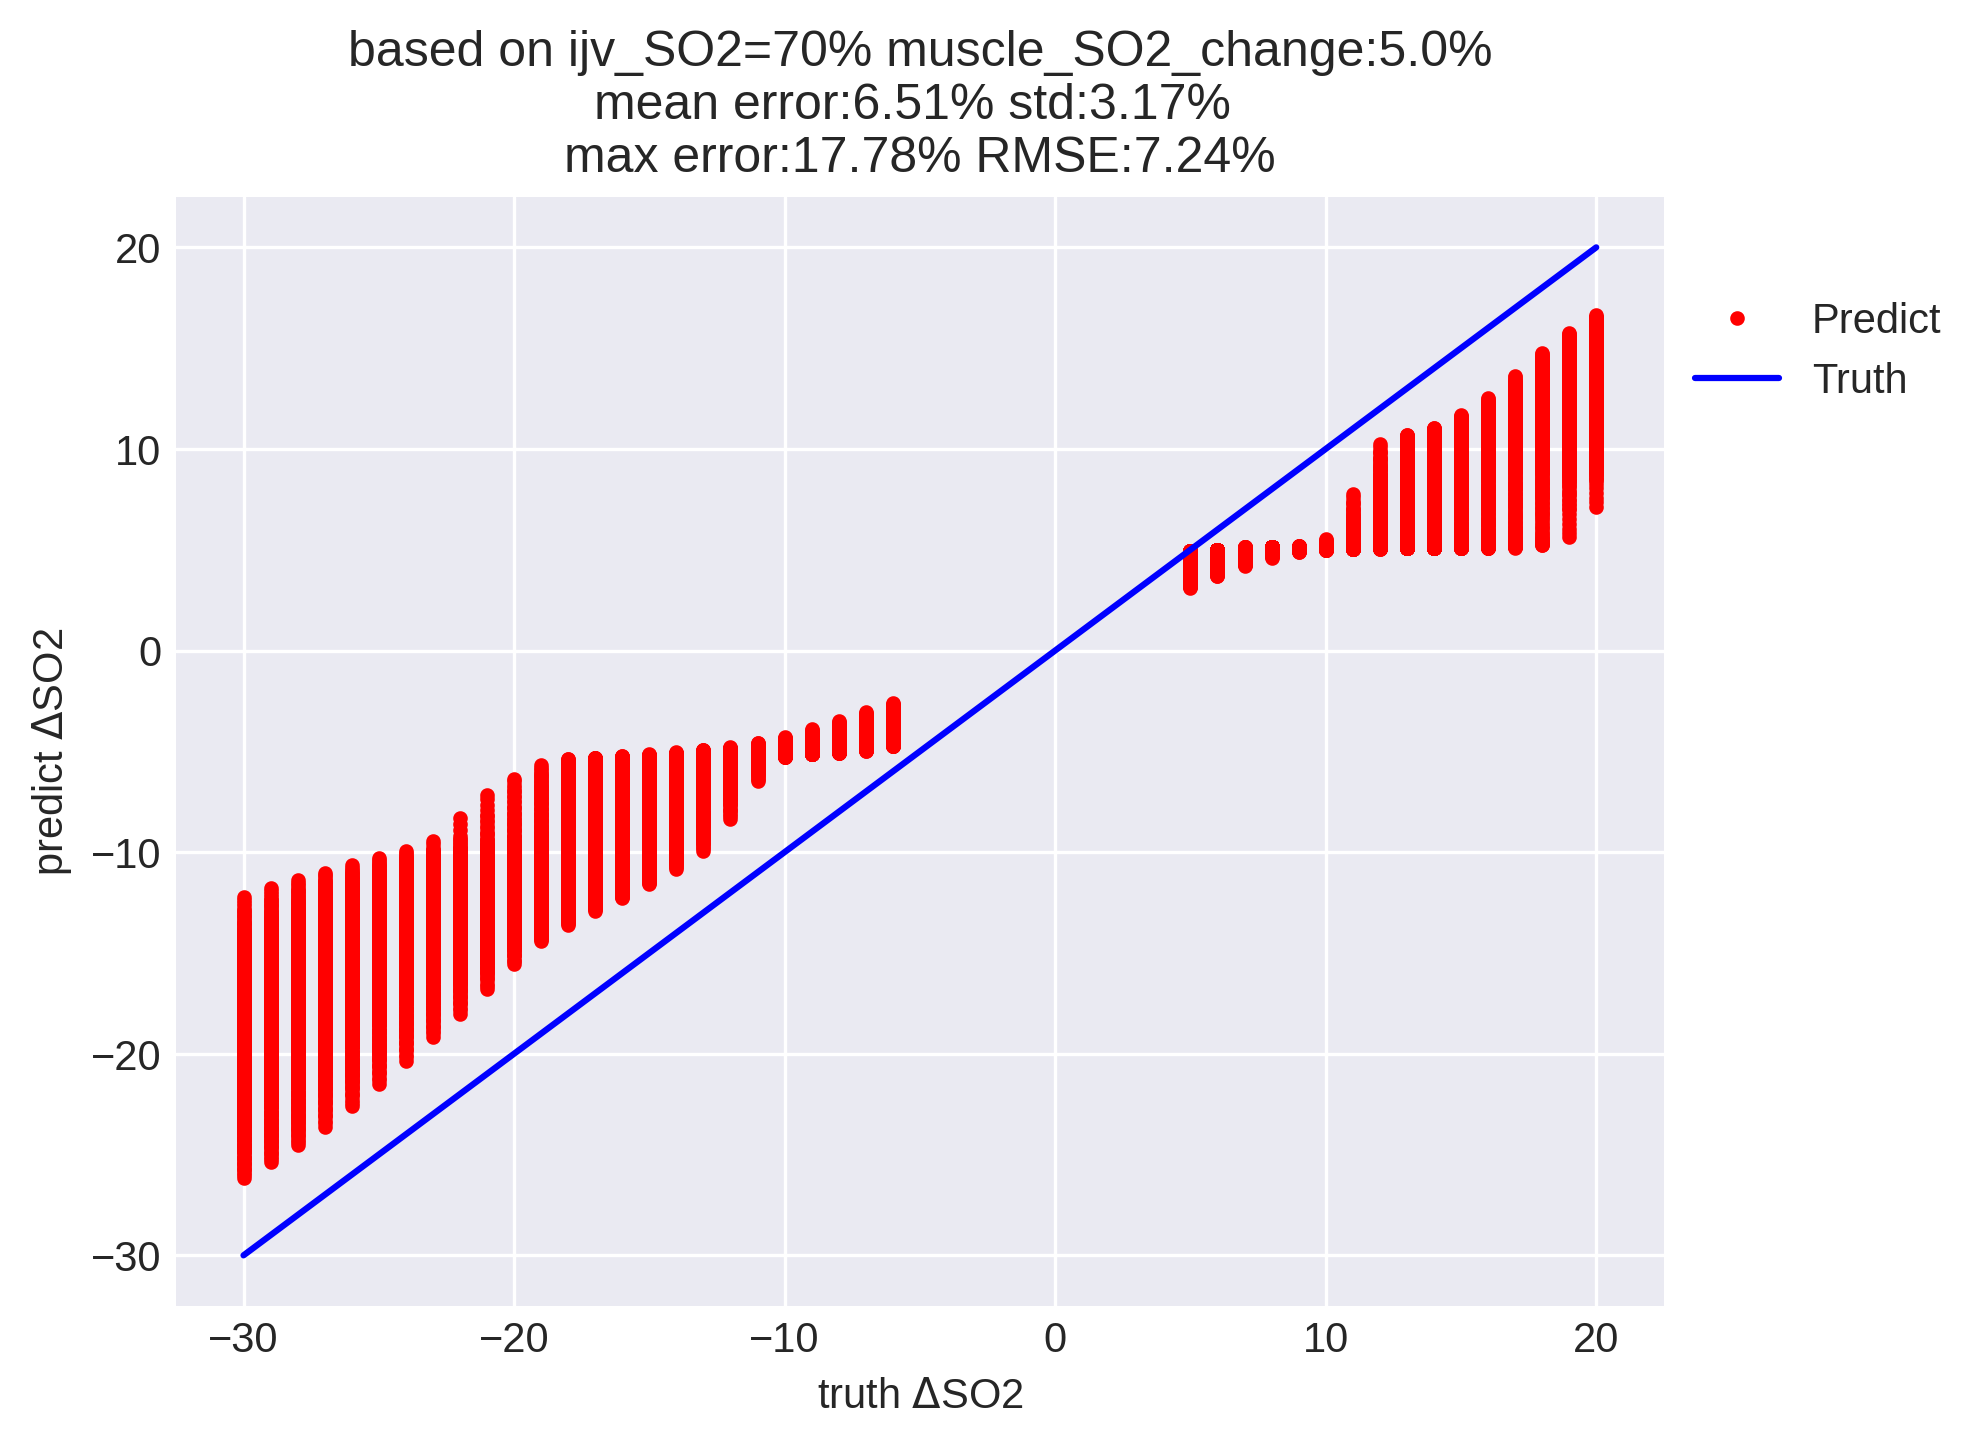 based on ijv_SO2=70% muscle_SO2_change:5.0%
mean error:6.51% std:3.17%
max error:17.78% RMSE:7.24%
20
10
0
−10
−20
−30
predict ΔSO2
−30
−20
−10
0
10
20
truth ΔSO2
Predict
Truth